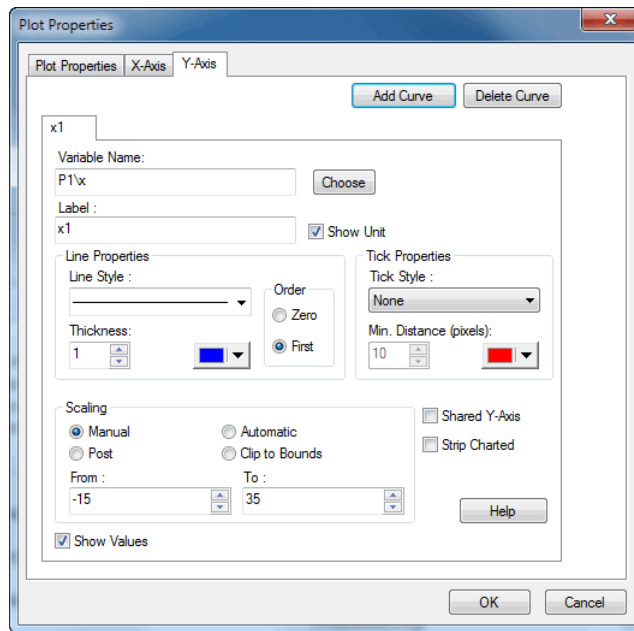 Plot Properties
Plot Properties X-Axis Y-Axis
Add Curve Delete Curve
x1
Variable Name:
P1\x
Choose
Label :
x1
Show Unit
Line Properties
Tick Properties
Line Style :
Order
Tick Style :
None
Zero
Thickness:
First
Min. Distance (pixels):
1
10
Scaling
Shared Y-Axis
Manual Automatic
Strip Charted
Post Clip to Bounds
From : To :
-15 35
Help
Show Values
OK Cancel